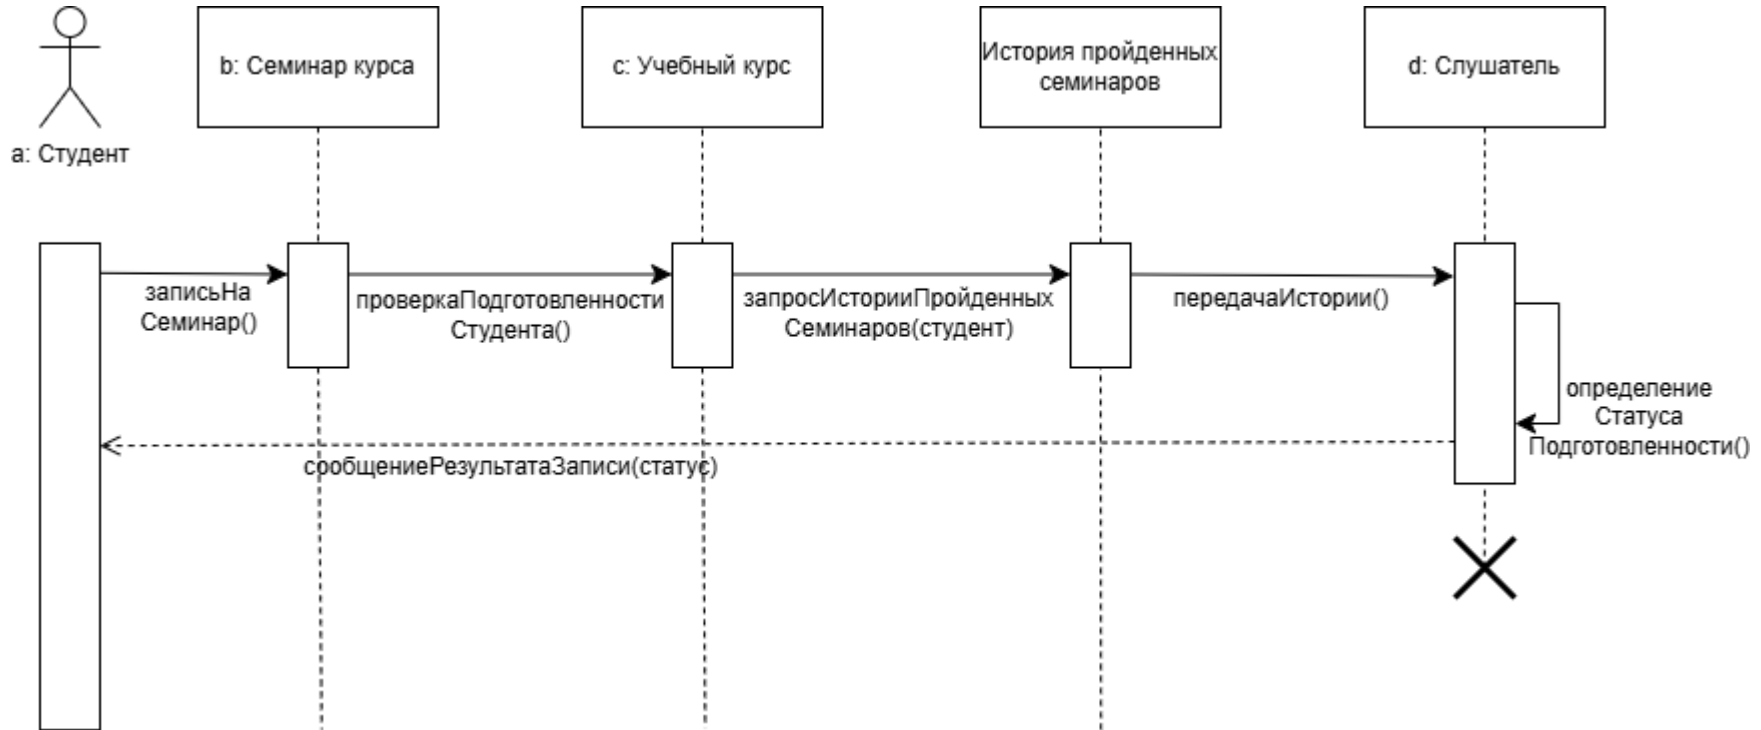 a: Студент
b: Семинар курса
c: Учебный курс
История пройденных
семинаров
d: Слушатель
записьНа
Семинар()
проверкаПодготовленности
Студента()
запросИсторииПройденных
Семинаров(студент)
передачаИстории()
определение
Статуса
Подготовленности()
сообщениеРезультатаЗаписи(статус)